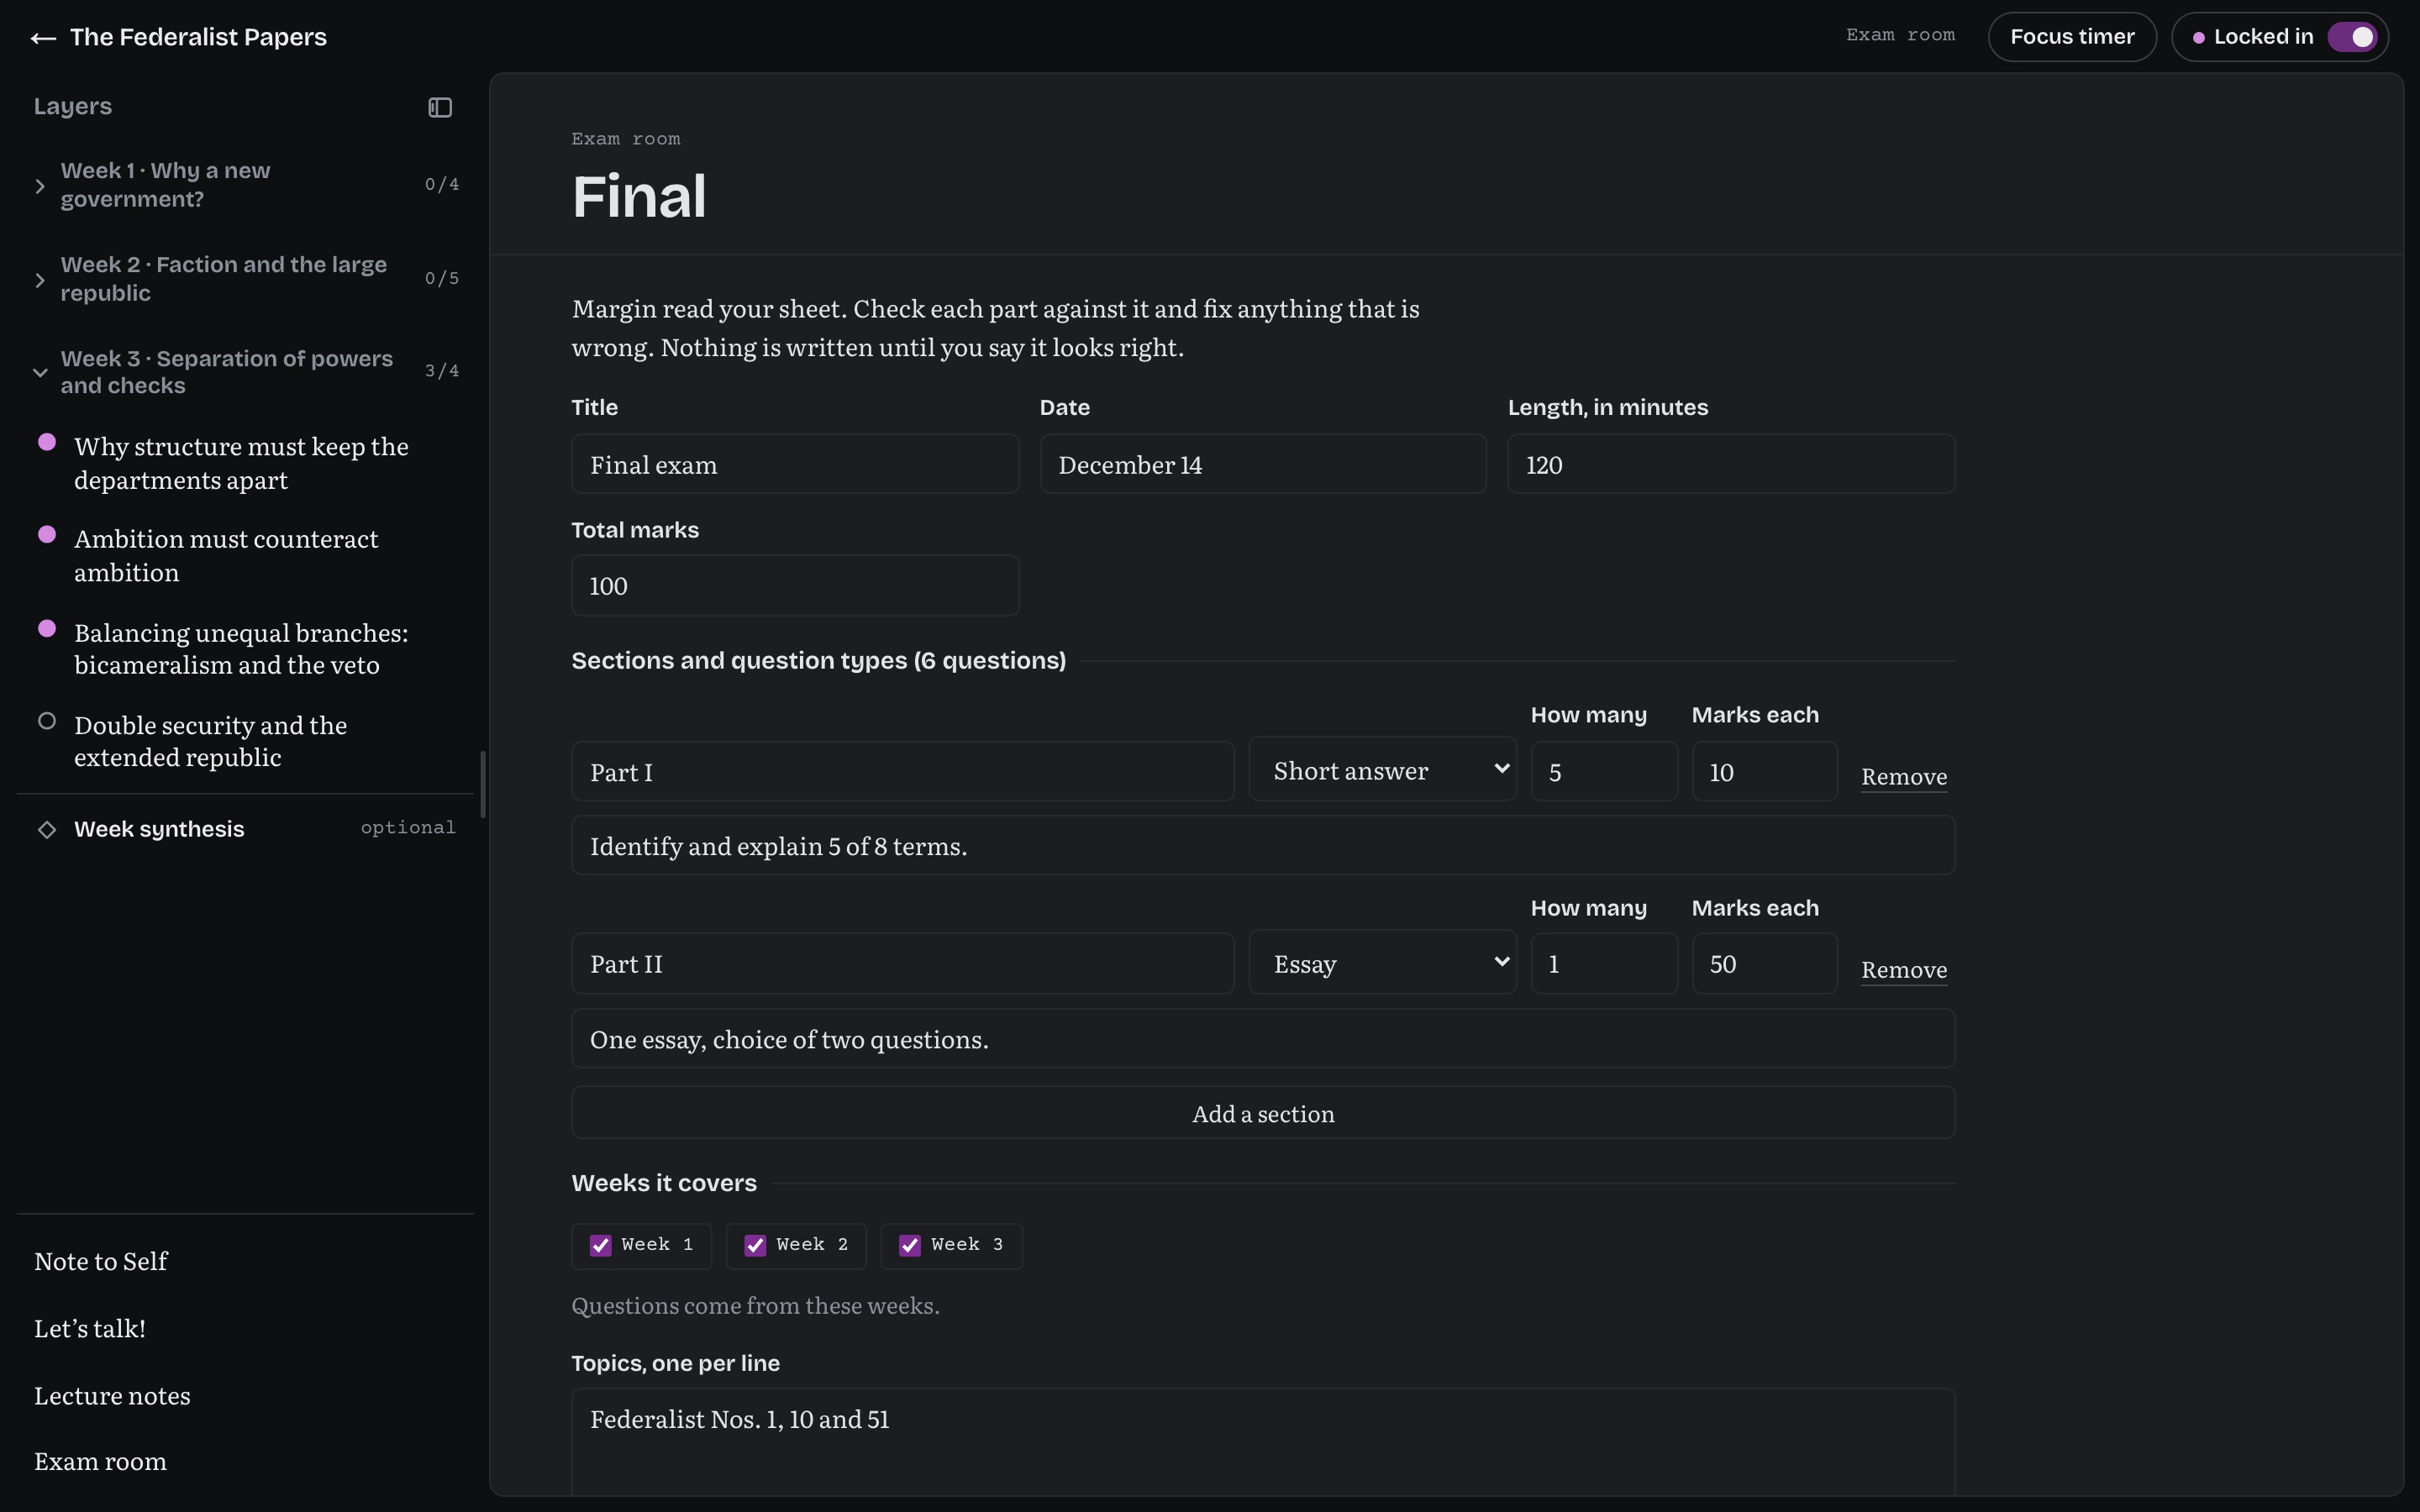 ← The Federalist Papers
Exam room
Focus timer
Locked in
Layers
Week 1 · Why a new
government?
0/4
Week 2 · Faction and the large
republic
0/5
Week 3 · Separation of powers
and checks
3/4
Why structure must keep the
departments apart
Ambition must counteract
ambition
Balancing unequal branches:
bicameralism and the veto
Double security and the
extended republic
Week synthesis
optional
Note to Self
Let’s talk!
Lecture notes
Exam room
Exam room
Final
Margin read your sheet. Check each part against it and fix anything that is
wrong. Nothing is written until you say it looks right.
Title
Date
Length, in minutes
Final exam
December 14
120
Total marks
100
Sections and question types (6 questions)
How many
Marks each
Part I
Short answer
5
10
Remove
Identify and explain 5 of 8 terms.
How many
Marks each
Part II
Essay
1
50
Remove
One essay, choice of two questions.
Add a section
Weeks it covers
Week 1
Week 2
Week 3
Questions come from these weeks.
Topics, one per line
Federalist Nos. 1, 10 and 51